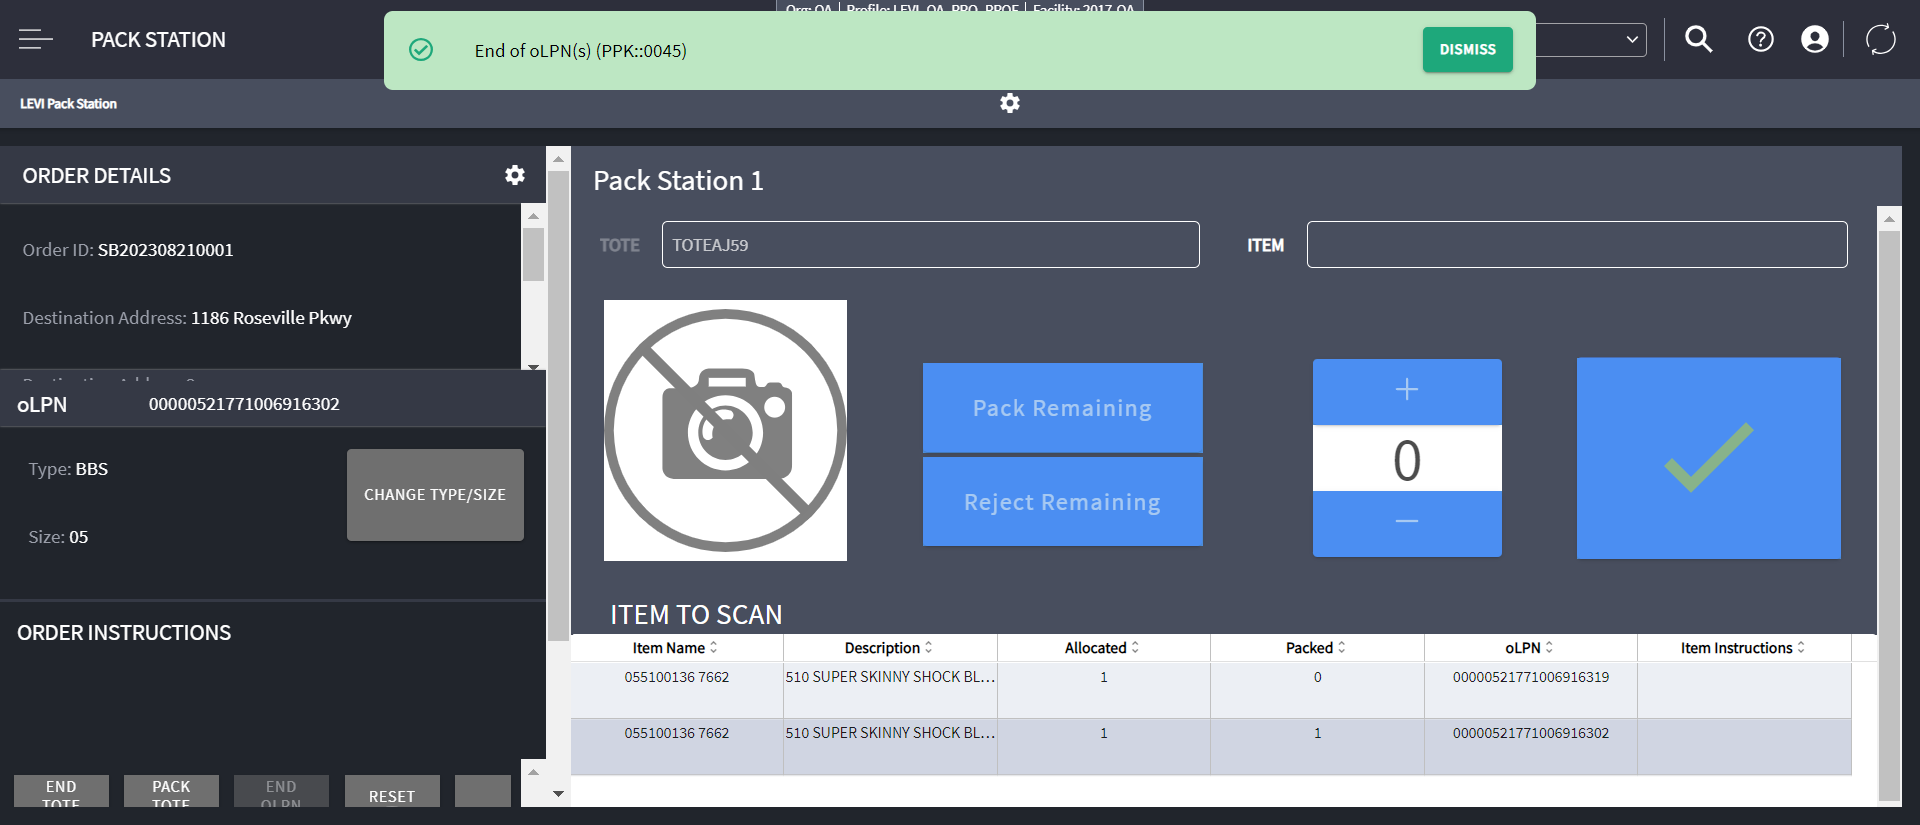 Org: QA | Profile: LEVI_QA_PRO_PROF | Facility: 2017-QA
PACK STATION
End of oLPN(s) (PPK::0045)
DISMISS
LEVI Pack Station
ORDER DETAILS
Order ID: SB202308210001
Destination Address: 1186 Roseville Pkwy
oLPN 00000521771006916302
Type: BBS
CHANGE TYPE/SIZE
Size: 05
ORDER INSTRUCTIONS
END TOTE
PACK TOTE
END OLPN
RESET
Pack Station 1
TOTE TOTEAJ59
ITEM
Pack Remaining
Reject Remaining
+
0
−
ITEM TO SCAN
Item Name Description Allocated Packed oLPN Item Instructions
055100136 7662 510 SUPER SKINNY SHOCK BL... 1 0 00000521771006916319
055100136 7662 510 SUPER SKINNY SHOCK BL... 1 1 00000521771006916302